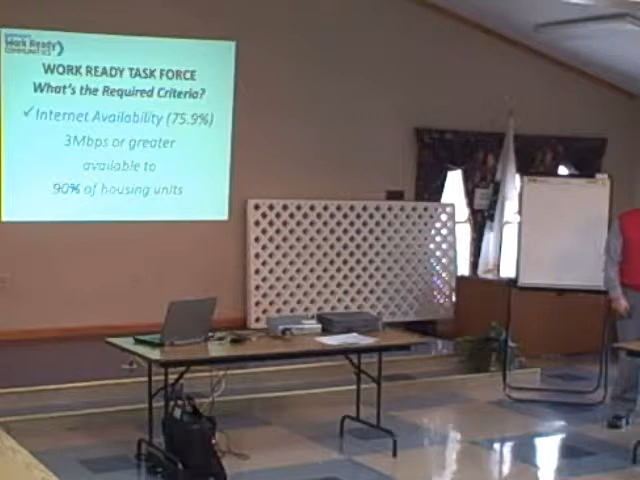 Work Ready
COMMUNITIES
WORK READY TASK FORCE
What's the Required Criteria?
✓Internet Availability (75.9%)
3Mbps or greater
available to
90% of housing units